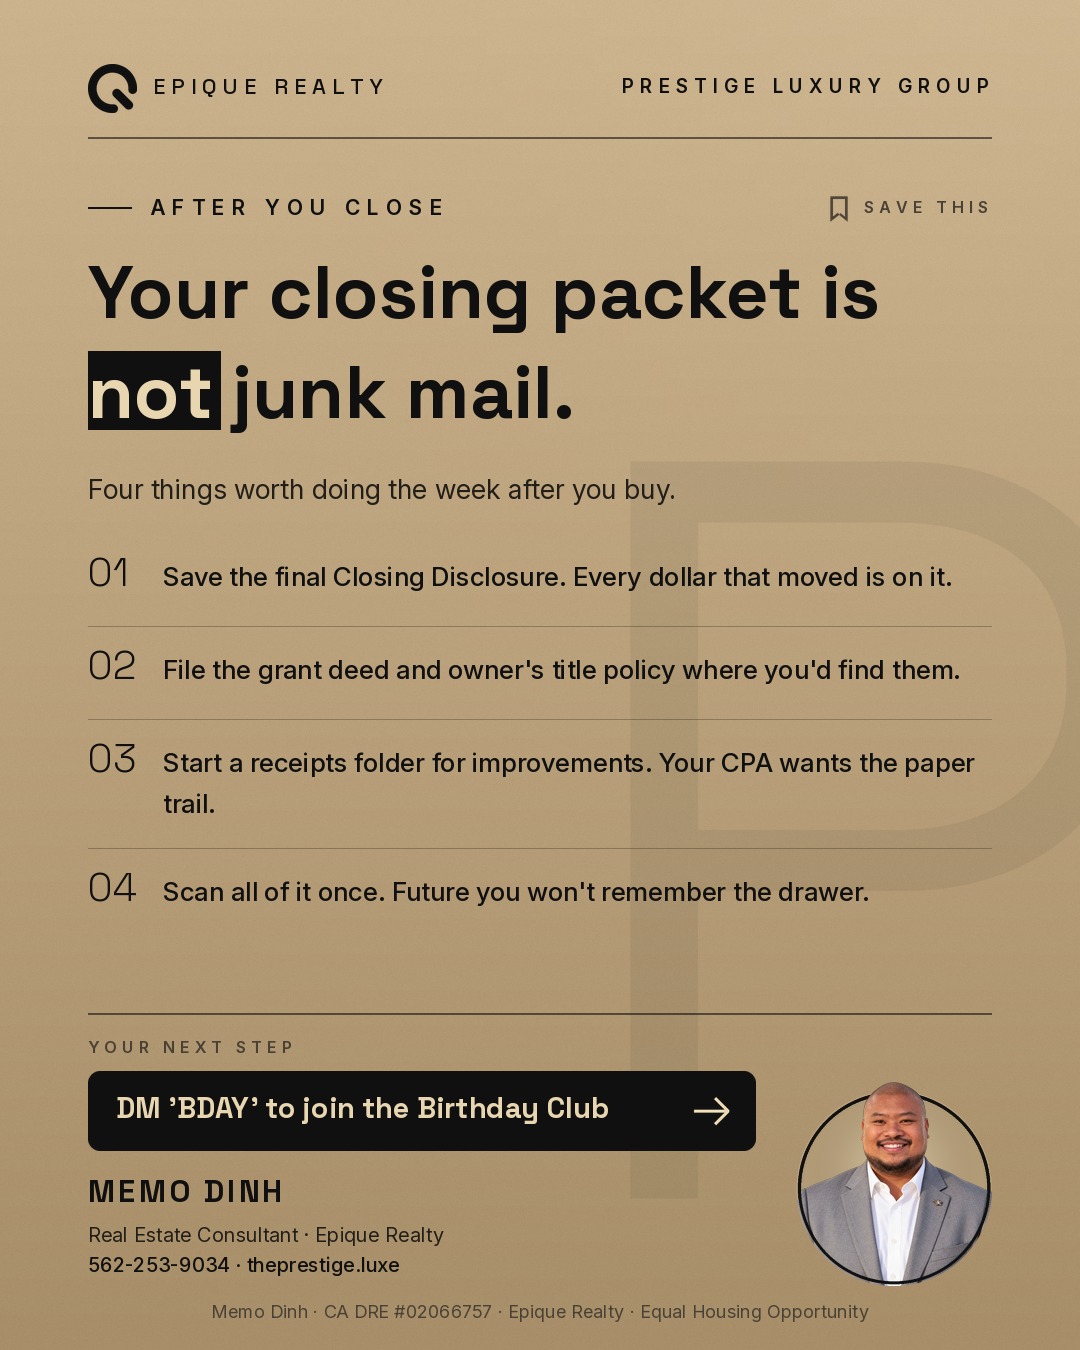 EPIQUE REALTY
PRESTIGE LUXURY GROUP
AFTER YOU CLOSE
SAVE THIS
Your closing packet is
not junk mail.
Four things worth doing the week after you buy.
01 Save the final Closing Disclosure. Every dollar that moved is on it.
02 File the grant deed and owner's title policy where you'd find them.
03 Start a receipts folder for improvements. Your CPA wants the paper
trail.
04 Scan all of it once. Future you won't remember the drawer.
YOUR NEXT STEP
DM ’BDAY’ to join the Birthday Club
MEMO DINH
Real Estate Consultant · Epique Realty
562-253-9034 · theprestige.luxe
Memo Dinh · CA DRE #02066757 · Epique Realty · Equal Housing Opportunity